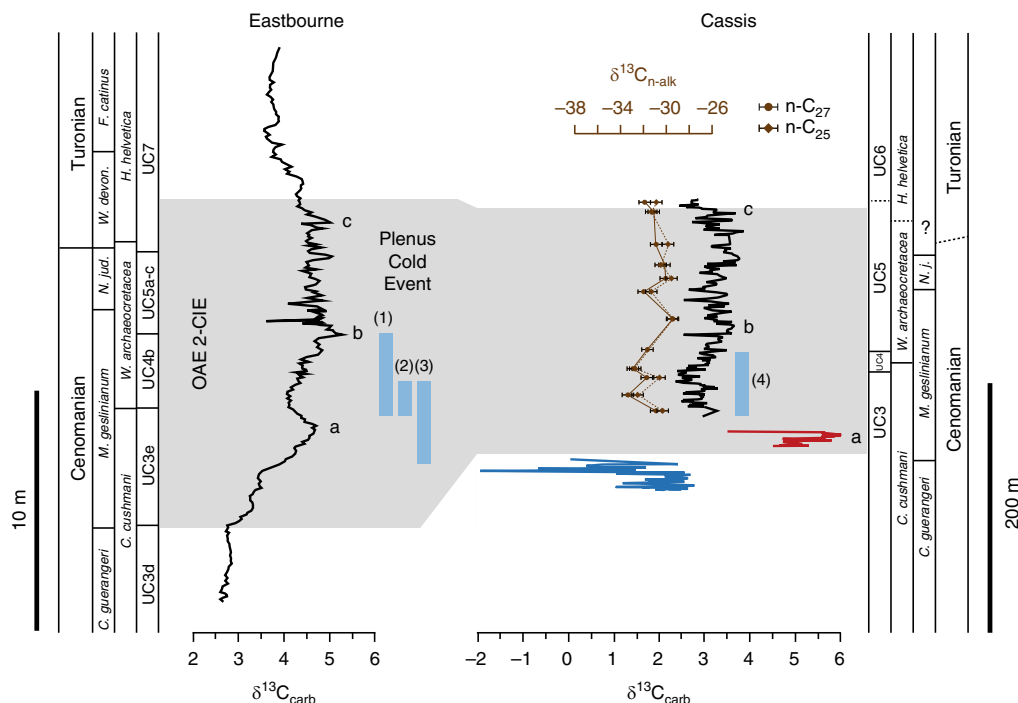 Eastbourne
Cassis
δ13Cn-alk
−38 −34 −30 −26
n-C27
n-C25
Turonian
Cenomanian
F. catinus
W. devon.
N. jud.
M. geslinianum
C. guerangeri
H. helvetica
W. archaeocretacea
C. cushmani
UC7
UC5a-c
UC4b
UC3e
UC3d
OAE 2-CIE
c
b
a
Plenus
Cold
Event
(1)
(2) (3)
c
b
(4)
a
UC6
UC5
UC4
UC3
H. helvetica
W. archaeocretacea
C. cushmani
?
N. j.
M. geslinianum
C. guerangeri
Turonian
Cenomanian
10 m
200 m
2 3 4 5 6
δ13Ccarb
−2 −1 0 1 2 3 4 5 6
δ13Ccarb